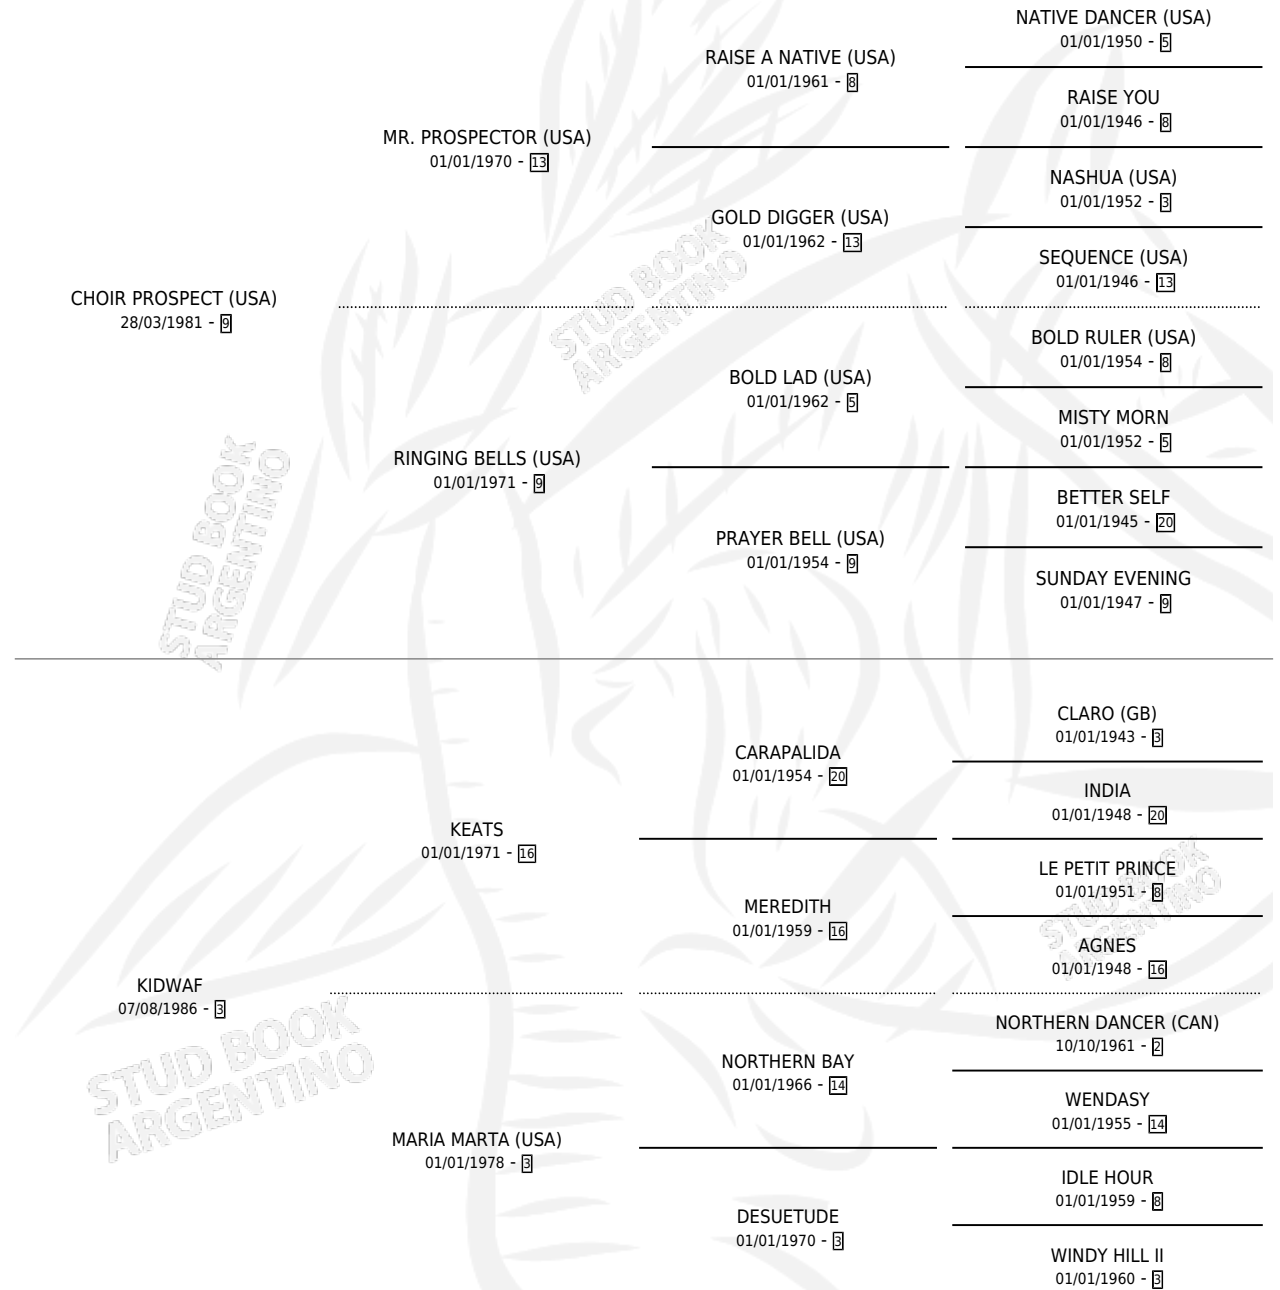 NATIVE DANCER (USA)
01/01/1950 - 5
RAISE A NATIVE (USA)
01/01/1961 - 8
RAISE YOU
01/01/1946 - 8
MR. PROSPECTOR (USA)
01/01/1970 - 13
NASHUA (USA)
01/01/1952 - 3
GOLD DIGGER (USA)
01/01/1962 - 13
SEQUENCE (USA)
01/01/1946 - 13
CHOIR PROSPECT (USA)
28/03/1981 - 9
STUD BOOK
ARGENTINO
BOLD RULER (USA)
01/01/1954 - 8
BOLD LAD (USA)
01/01/1962 - 5
MISTY MORN
01/01/1952 - 5
RINGING BELLS (USA)
01/01/1971 - 9
BETTER SELF
01/01/1945 - 20
PRAYER BELL (USA)
01/01/1954 - 9
SUNDAY EVENING
01/01/1947 - 9
STUD BOOK
ARGENTINO
CLARO (GB)
01/01/1943 - 3
CARAPALIDA
01/01/1954 - 20
INDIA
01/01/1948 - 20
KEATS
01/01/1971 - 16
LE PETIT PRINCE
01/01/1951 - 8
MEREDITH
01/01/1959 - 16
AGNES
01/01/1948 - 16
STUD BOOK
ARGENTINO
KIDWAF
07/08/1986 - 3
NORTHERN DANCER (CAN)
10/10/1961 - 2
NORTHERN BAY
01/01/1966 - 14
WENDASY
01/01/1955 - 14
STUD BOOK
ARGENTINO
MARIA MARTA (USA)
01/01/1978 - 3
IDLE HOUR
01/01/1959 - 8
DESUETUDE
01/01/1970 - 3
WINDY HILL II
01/01/1960 - 3